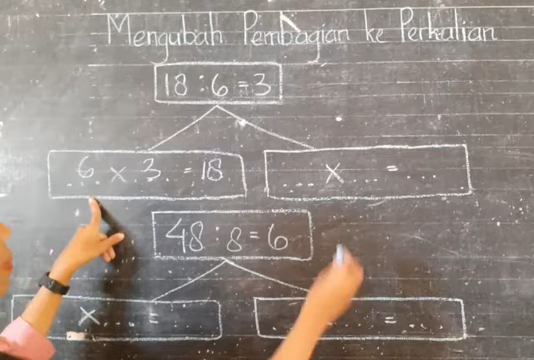 Mengubah Pembagian ke Perkalian
18 : 6 = 3
6 x 3 = 18
.... x .... = ....
48 : 8 = 6
x ... = ...
.... = ....